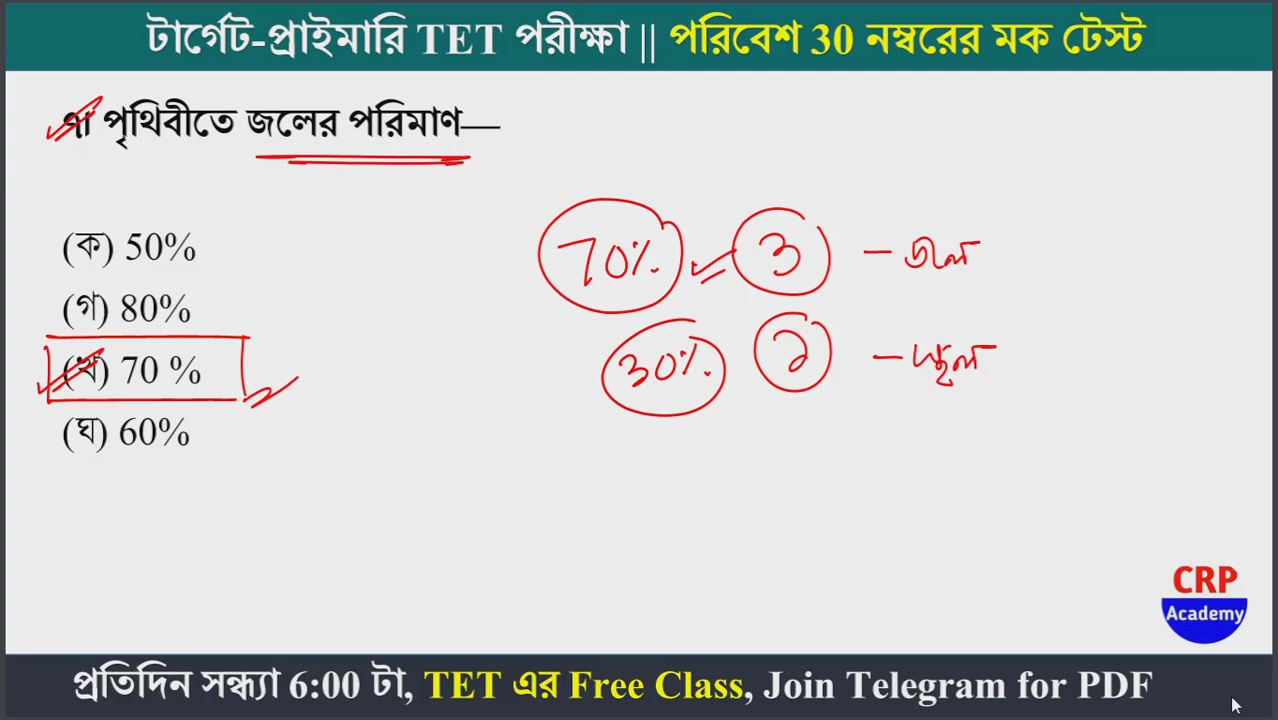 টার্গেট-প্রাইমারি TET পরীক্ষা || পরিবেশ 30 নম্বরের মক টেস্ট
পৃথিবীতে জলের পরিমাণ—
(ক) 50%
(গ) 80%
(খ) 70 %
(ঘ) 60%
70% 3 – জল
30% 1 – স্থল
CRP
Academy
প্রতিদিন সন্ধ্যা 6:00 টা, TET এর Free Class, Join Telegram for PDF